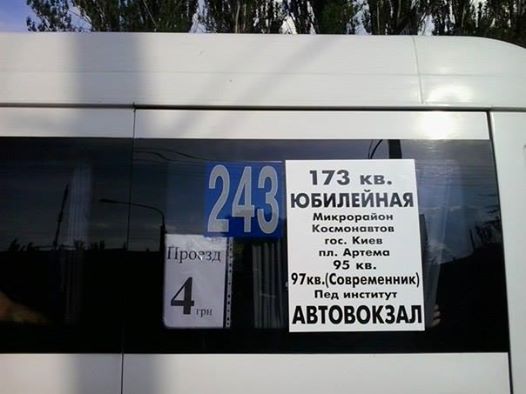 243
Проезд
4
грн
173 кв.
ЮБИЛЕЙНАЯ
Микрорайон
Космонавтов
гос. Киев
пл. Артема
95 кв.
97кв.(Современник)
Пед институт
АВТОВОКЗАЛ